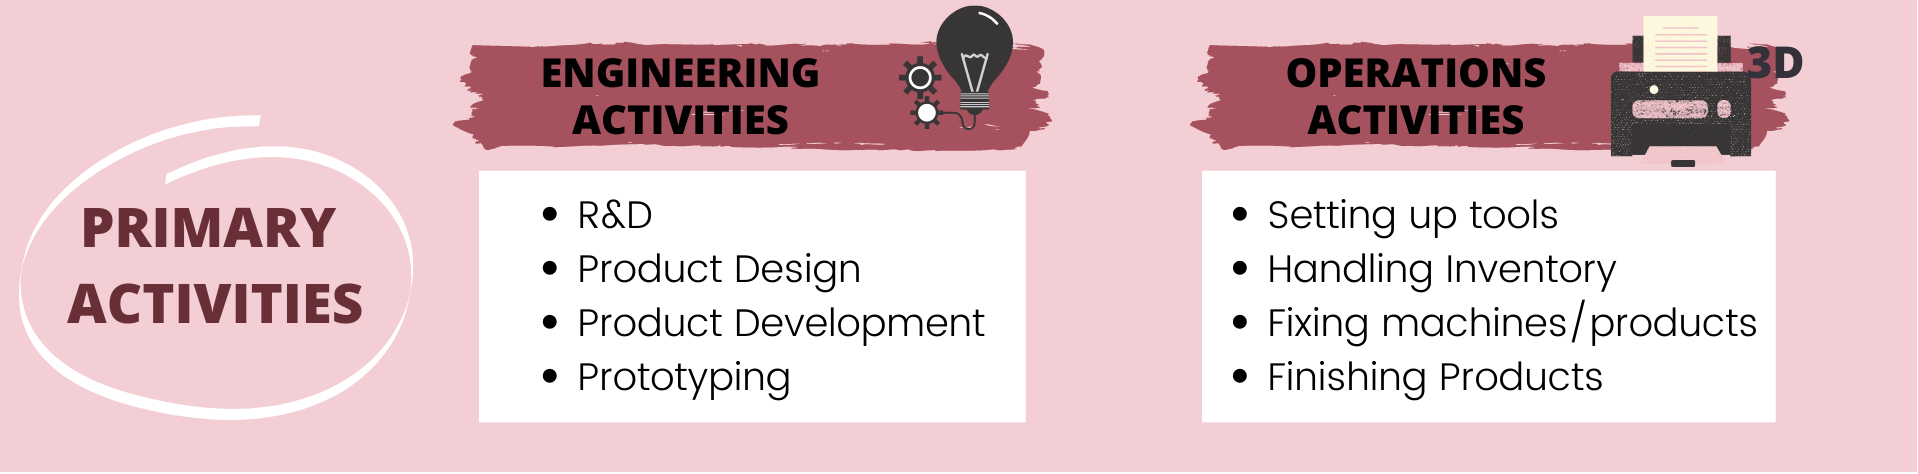 PRIMARY
ACTIVITIES
ENGINEERING
ACTIVITIES
• R&D
• Product Design
• Product Development
• Prototyping
OPERATIONS
ACTIVITIES
3D
• Setting up tools
• Handling Inventory
• Fixing machines/products
• Finishing Products